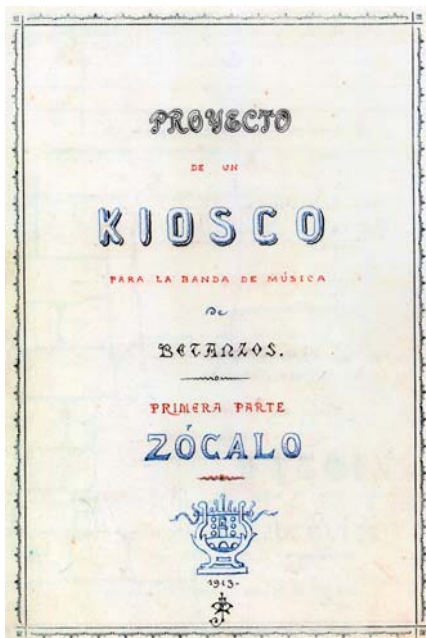 PROYECTO
DE UN
KIOSCO
PARA LA BANDA DE MÚSICA
DE
BETANZOS.
PRIMERA PARTE
ZÓCALO
1913-